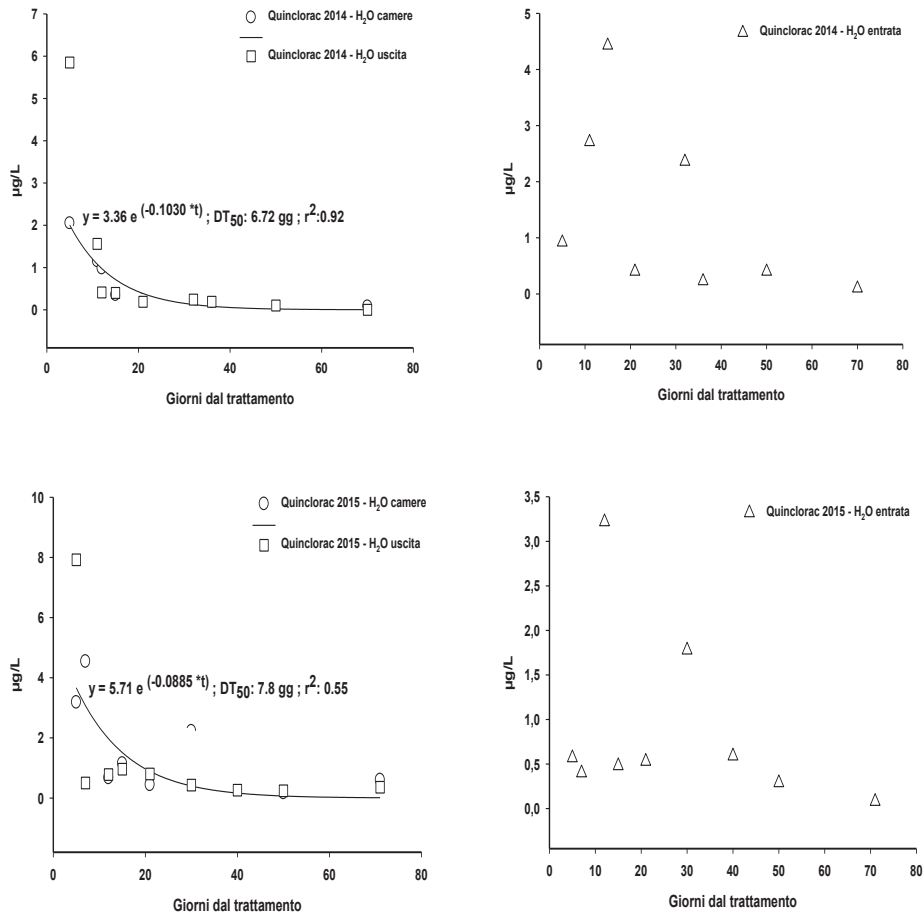 Quinclorac 2014 - H2O camere
Quinclorac 2014 - H2O uscita
7
6
5
4
3
2
1
0
µg/L
y = 3.36 e (-0.1030 *t) ; DT50: 6.72 gg ; r2:0.92
0 20 40 60 80
Giorni dal trattamento
Quinclorac 2014 - H2O entrata
5
4
3
2
1
0
µg/L
0 10 20 30 40 50 60 70 80
Giorni dal trattamento
Quinclorac 2015 - H2O camere
Quinclorac 2015 - H2O uscita
10
8
6
4
2
0
µg/L
y = 5.71 e (-0.0885 *t) ; DT50: 7.8 gg ; r2: 0.55
0 20 40 60 80
Giorni dal trattamento
Quinclorac 2015 - H2O entrata
3,5
3,0
2,5
2,0
1,5
1,0
0,5
0,0
µg/L
0 10 20 30 40 50 60 70 80
Giorni dal trattamento